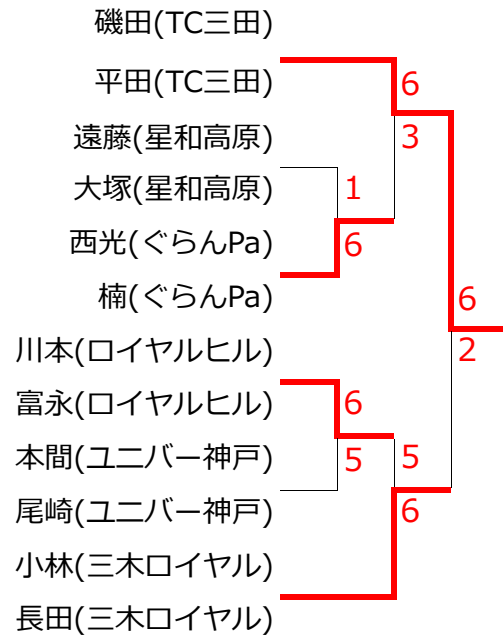 磯田(TC三田)
平田(TC三田)
6
遠藤(星和高原)
3
大塚(星和高原)
1
西光(ぐらんPa)
6
楠(ぐらんPa)
6
川本(ロイヤルヒル)
2
富永(ロイヤルヒル)
6
本間(ユニバー神戸)
5
5
尾崎(ユニバー神戸)
6
小林(三木ロイヤル)
長田(三木ロイヤル)